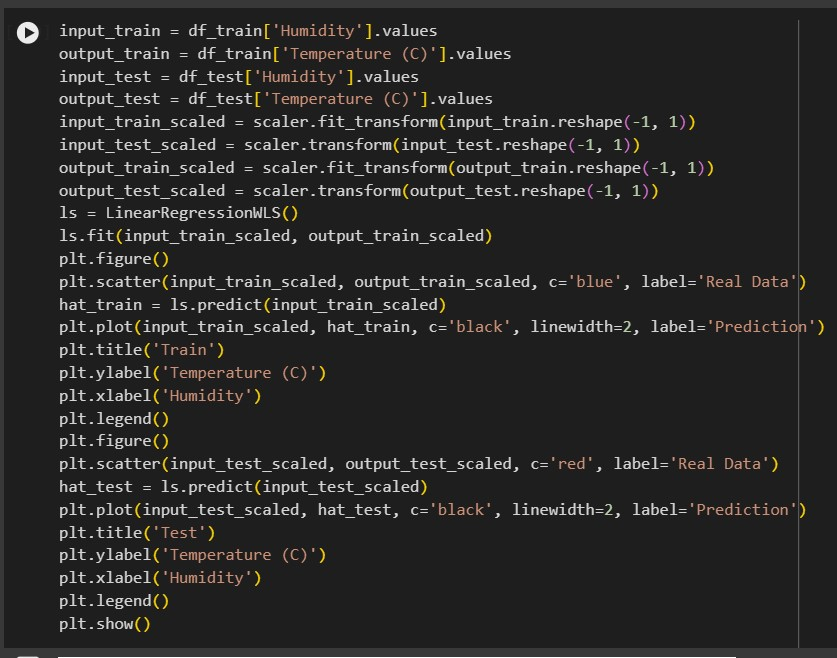 input_train = df_train['Humidity'].values
output_train = df_train['Temperature (C)'].values
input_test = df_test['Humidity'].values
output_test = df_test['Temperature (C)'].values
input_train_scaled = scaler.fit_transform(input_train.reshape(-1, 1))
input_test_scaled = scaler.transform(input_test.reshape(-1, 1))
output_train_scaled = scaler.fit_transform(output_train.reshape(-1, 1))
output_test_scaled = scaler.transform(output_test.reshape(-1, 1))
ls = LinearRegressionWLS()
ls.fit(input_train_scaled, output_train_scaled)
plt.figure()
plt.scatter(input_train_scaled, output_train_scaled, c='blue', label='Real Data')
hat_train = ls.predict(input_train_scaled)
plt.plot(input_train_scaled, hat_train, c='black', linewidth=2, label='Prediction')
plt.title('Train')
plt.ylabel('Temperature (C)')
plt.xlabel('Humidity')
plt.legend()
plt.figure()
plt.scatter(input_test_scaled, output_test_scaled, c='red', label='Real Data')
hat_test = ls.predict(input_test_scaled)
plt.plot(input_test_scaled, hat_test, c='black', linewidth=2, label='Prediction')
plt.title('Test')
plt.ylabel('Temperature (C)')
plt.xlabel('Humidity')
plt.legend()
plt.show()